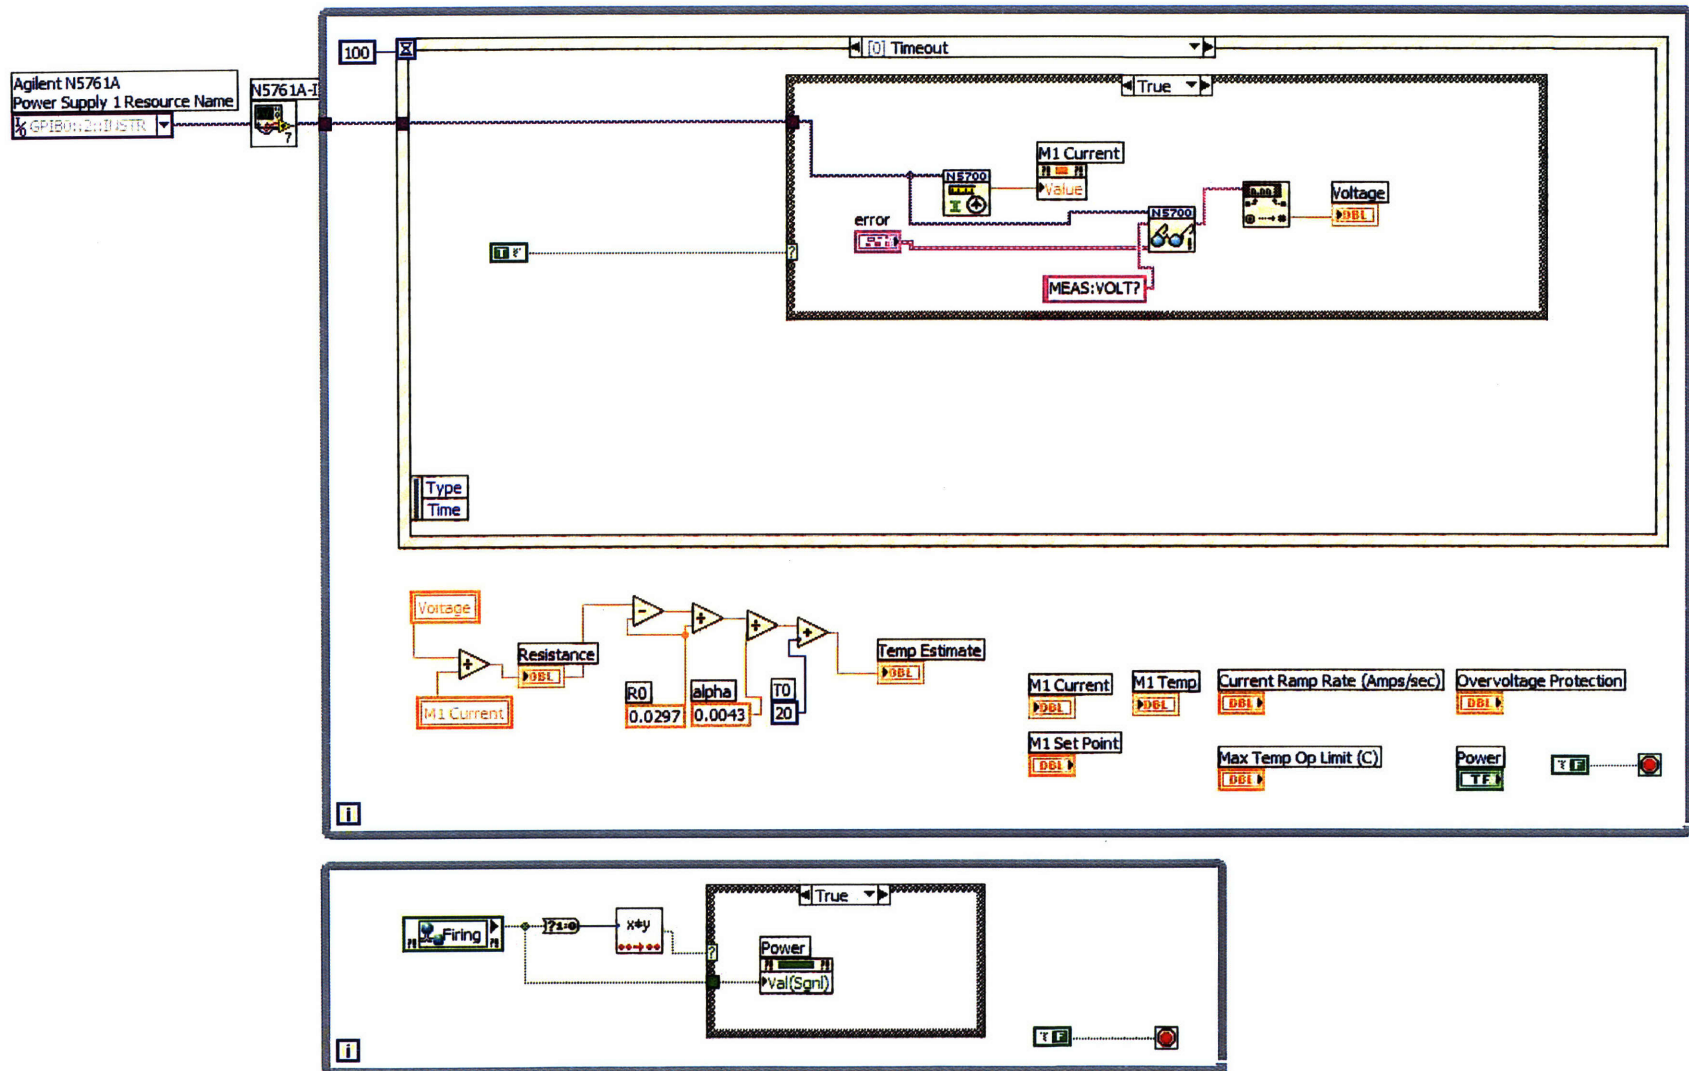 100
[0] Timeout
Agilent N5761A
Power Supply 1 Resource Name
GPIB0::2::INSTR
N5761A-I
7
True
M1 Current
Value
N5700
I
error
N5700
Voltage
DBL
T F
?
MEAS:VOLT?
Type
Time
Voltage
M1 Current
Resistance
DBL
R0
0.0297
alpha
0.0043
T0
20
Temp Estimate
DBL
M1 Current
DBL
M1 Temp
DBL
Current Ramp Rate (Amps/sec)
DBL
Overvoltage Protection
DBL
M1 Set Point
DBL
Max Temp Op Limit (C)
DBL
Power
TF
T F
i
True
Firing
?1:0
?
Power
Val(Sgnl)
T F
i